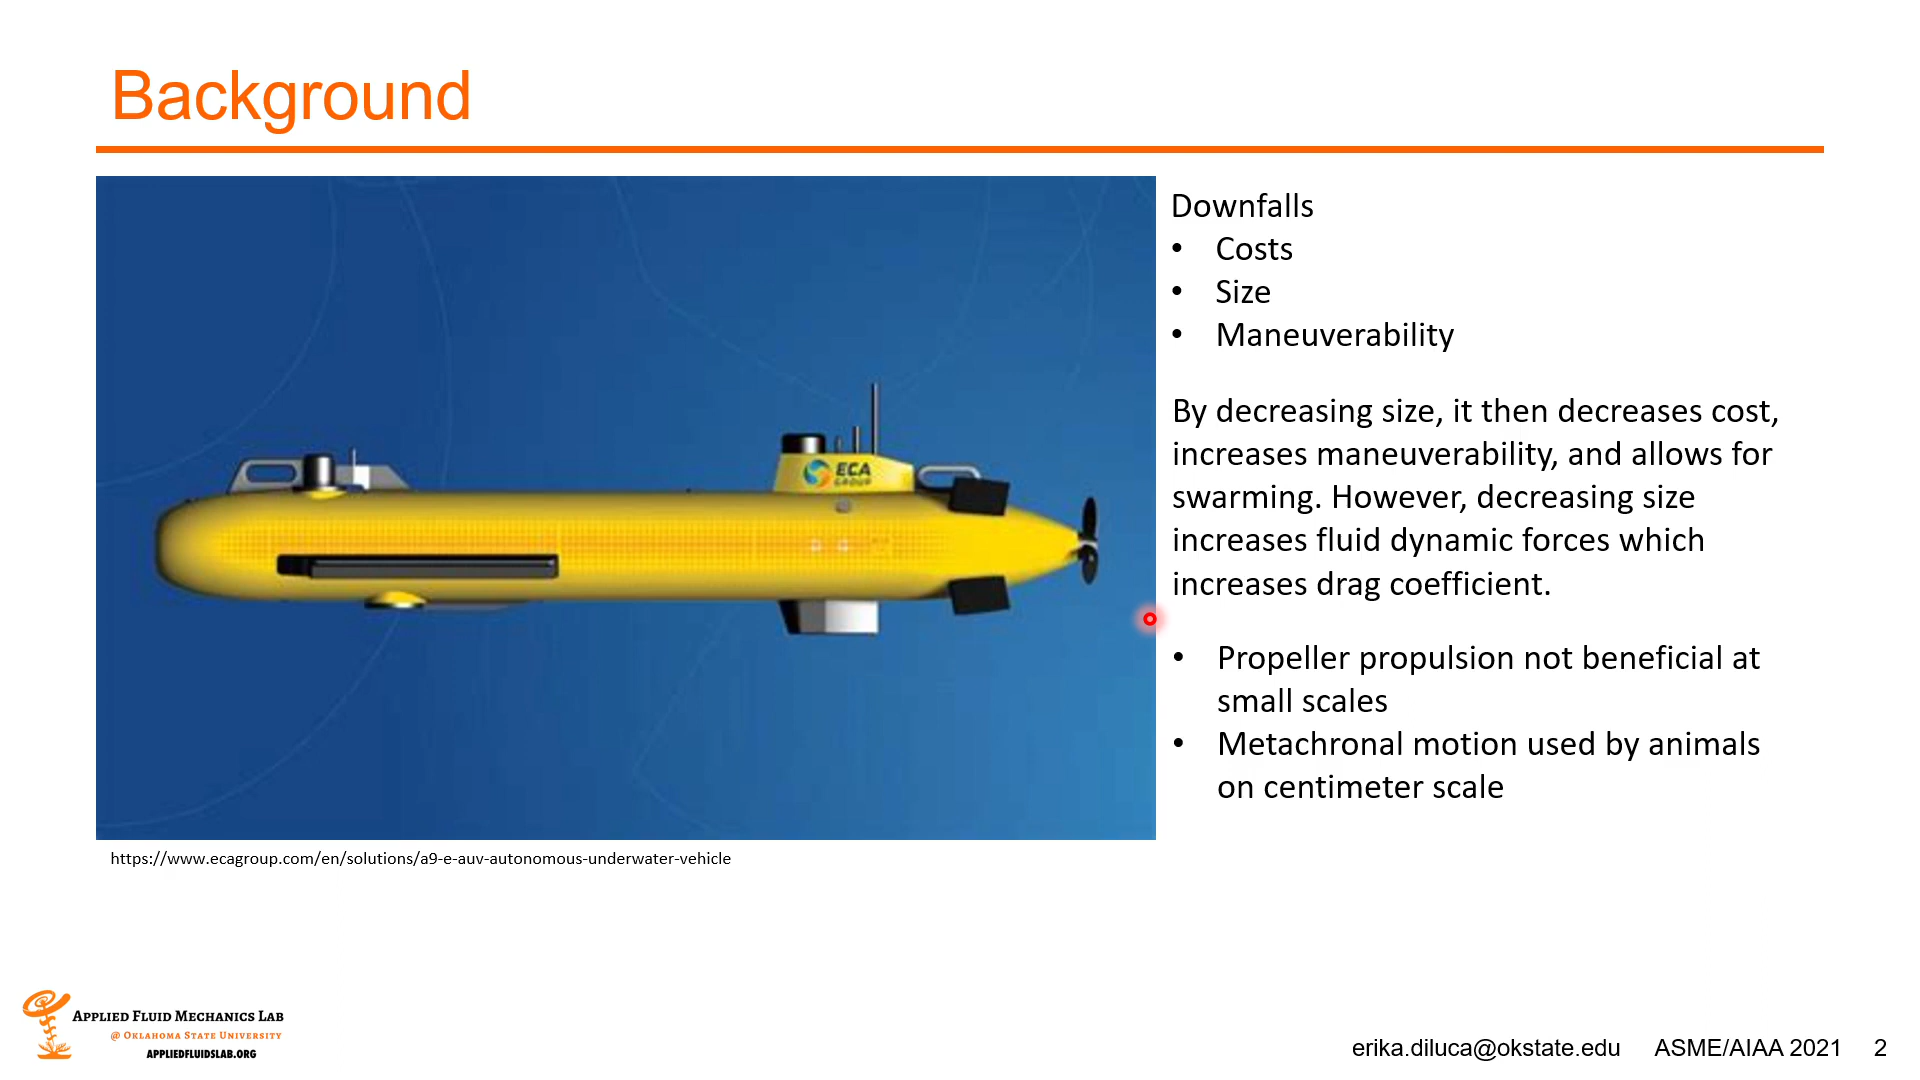 Background
Downfalls
• Costs
• Size
• Maneuverability
By decreasing size, it then decreases cost,
increases maneuverability, and allows for
swarming. However, decreasing size
increases fluid dynamic forces which
increases drag coefficient.
• Propeller propulsion not beneficial at
small scales
• Metachronal motion used by animals
on centimeter scale
ECA
GROUP
https://www.ecagroup.com/en/solutions/a9-e-auv-autonomous-underwater-vehicle
Applied Fluid Mechanics Lab
@ Oklahoma State University
APPLIEDFLUIDSLAB.ORG
erika.diluca@okstate.edu ASME/AIAA 2021 2